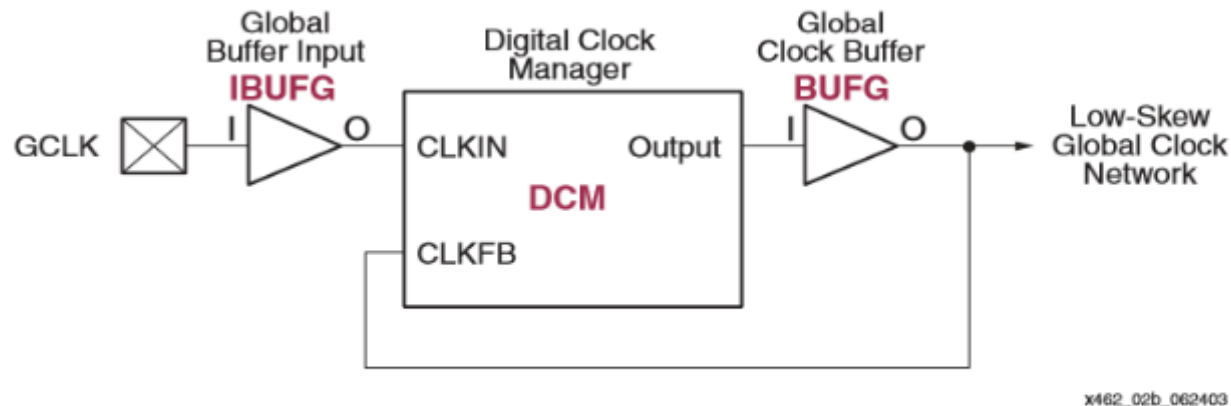 Global
Buffer Input
IBUFG
Digital Clock
Manager
Global
Clock Buffer
BUFG
Low-Skew
Global Clock
Network
GCLK
I
O
CLKIN
Output
I
O
DCM
CLKFB
x462_02b_062403